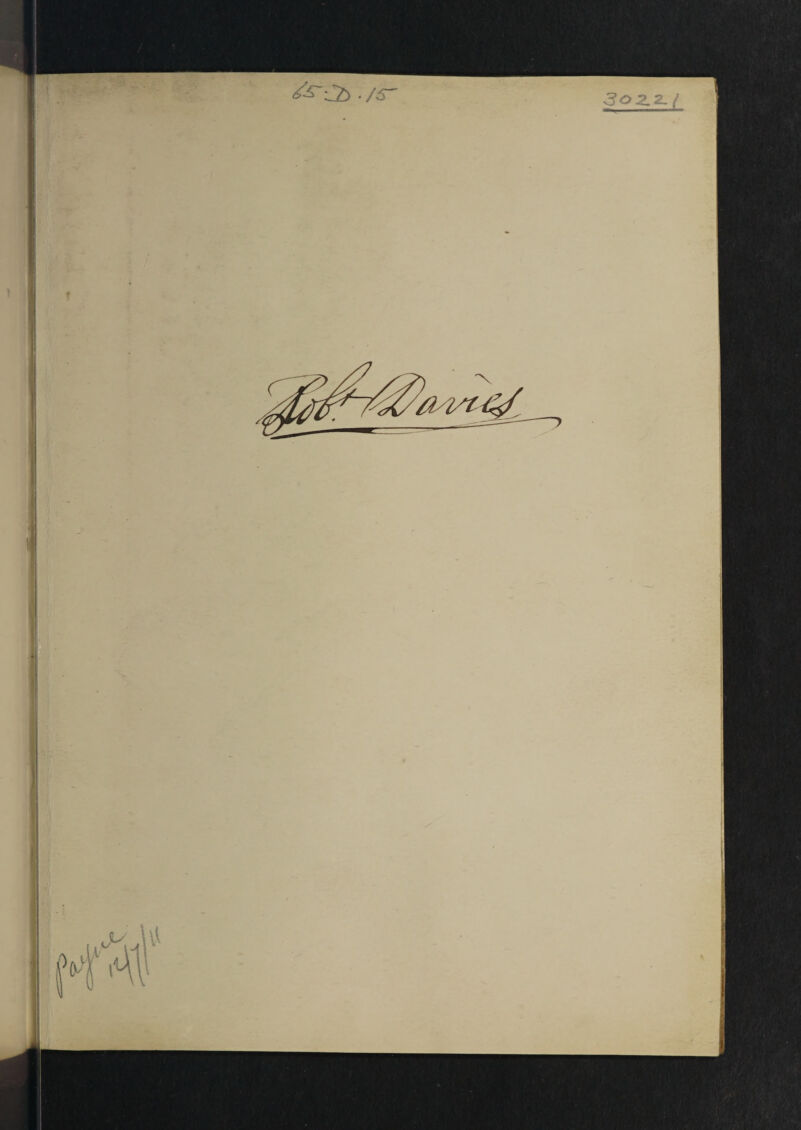 65.D.15
30221
Robt. Davies
Payne
12/7/11